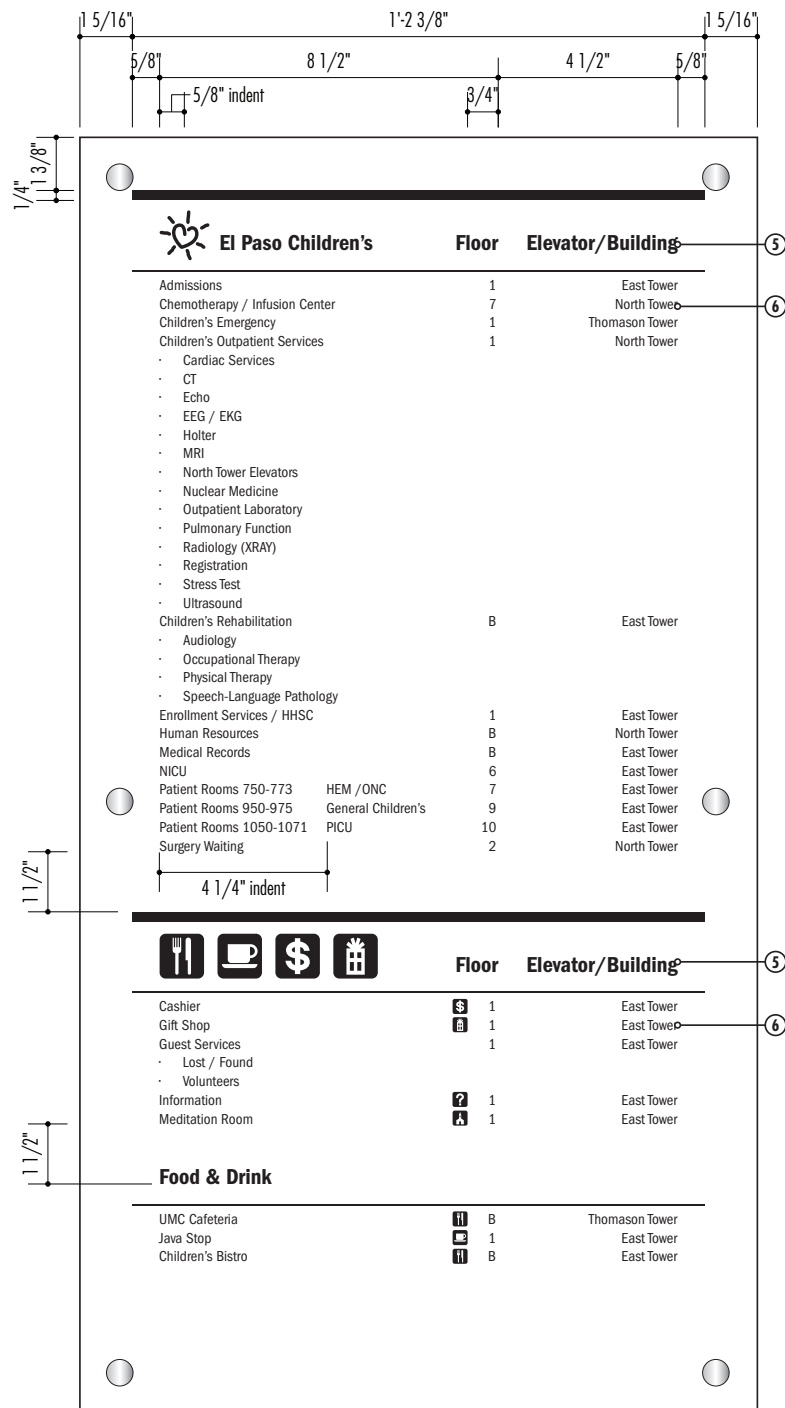 1 5/16" 1'-2 3/8" 1 5/16"
5/8" 8 1/2" 4 1/2" 5/8"
5/8" indent 3/4"
1 3/8"
1/4"
El Paso Children's Floor Elevator/Building 5
Admissions 1 East Tower
Chemotherapy / Infusion Center 7 North Tower 6
Children's Emergency 1 Thomason Tower
Children's Outpatient Services 1 North Tower
· Cardiac Services
· CT
· Echo
· EEG / EKG
· Holter
· MRI
· North Tower Elevators
· Nuclear Medicine
· Outpatient Laboratory
· Pulmonary Function
· Radiology (XRAY)
· Registration
· Stress Test
· Ultrasound
Children's Rehabilitation B East Tower
· Audiology
· Occupational Therapy
· Physical Therapy
· Speech-Language Pathology
Enrollment Services / HHSC 1 East Tower
Human Resources B North Tower
Medical Records B East Tower
NICU 6 East Tower
Patient Rooms 750-773 HEM /ONC 7 East Tower
Patient Rooms 950-975 General Children's 9 East Tower
Patient Rooms 1050-1071 PICU 10 East Tower
Surgery Waiting 2 North Tower
1 1/2"
4 1/4" indent
$ Floor Elevator/Building 5
Cashier $ 1 East Tower
Gift Shop 1 East Tower 6
Guest Services 1 East Tower
· Lost / Found
· Volunteers
Information ? 1 East Tower
Meditation Room 1 East Tower
1 1/2"
Food & Drink
UMC Cafeteria B Thomason Tower
Java Stop 1 East Tower
Children's Bistro B East Tower